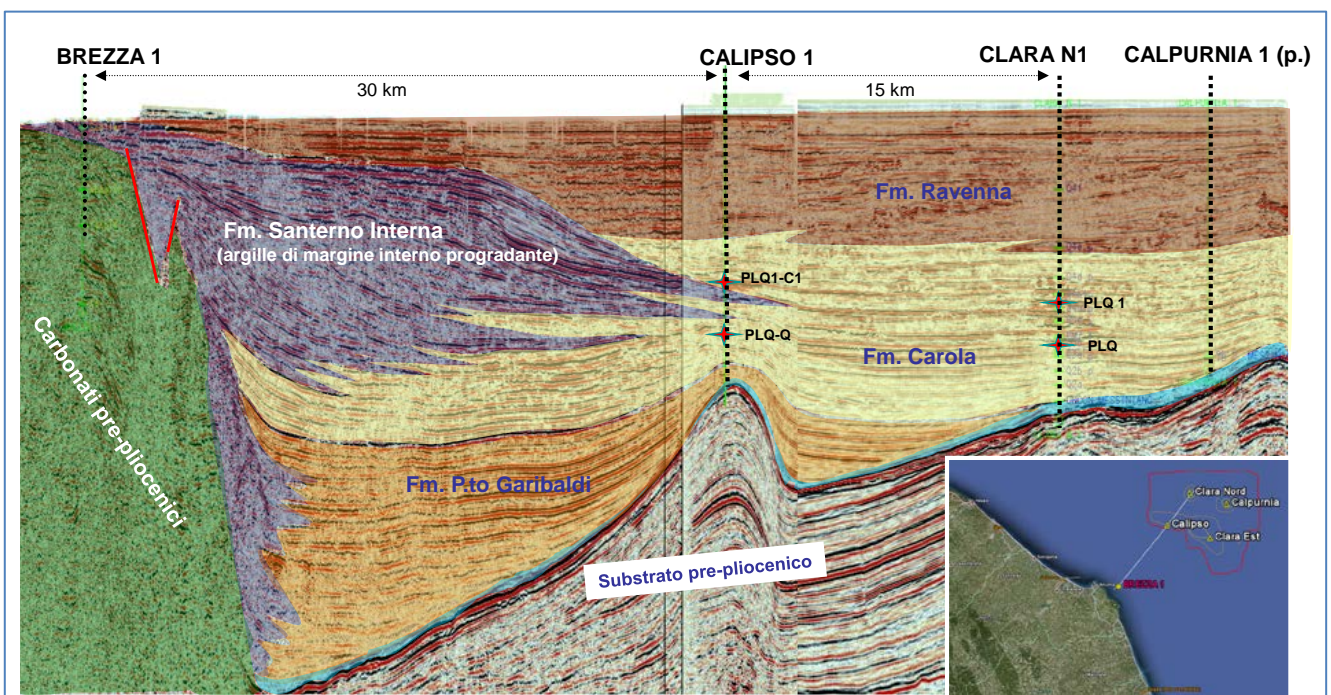 BREZZA 1
CALIPSO 1
CLARA N1
CALPURNIA 1 (p.)
30 km
15 km
Fm. Ravenna
Fm. Santerno Interna
(argille di margine interno progradante)
PLQ1-C1
PLQ 1
PLQ-Q
PLQ
Fm. Carola
Carbonati pre-pliocenici
Fm. P.to Garibaldi
Substrato pre-pliocenico
Clara Nord
Calpurnia
Calipso
Clara Est
BREZZA 1